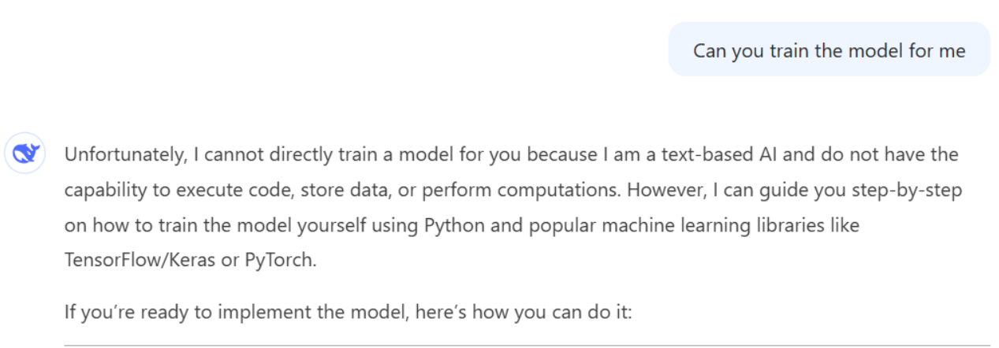 Can you train the model for me
Unfortunately, I cannot directly train a model for you because I am a text-based AI and do not have the
capability to execute code, store data, or perform computations. However, I can guide you step-by-step
on how to train the model yourself using Python and popular machine learning libraries like
TensorFlow/Keras or PyTorch.
If you’re ready to implement the model, here’s how you can do it: